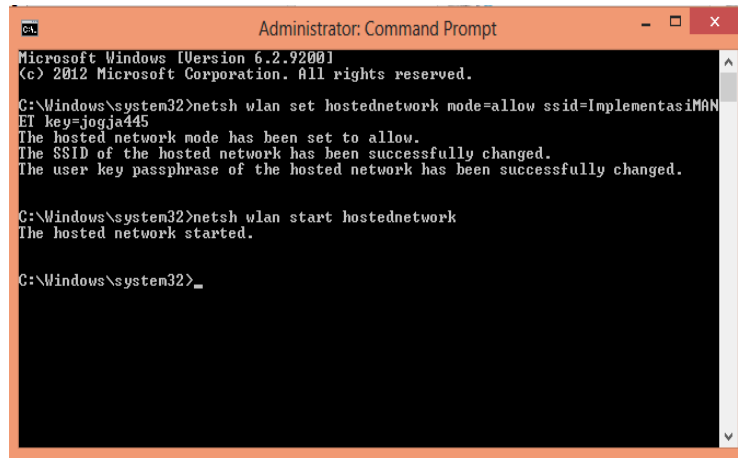 Administrator: Command Prompt
Microsoft Windows [Version 6.2.9200]
(c) 2012 Microsoft Corporation. All rights reserved.
C:\Windows\system32>netsh wlan set hostednetwork mode=allow ssid=ImplementasiMAN
ET key=jogja445
The hosted network mode has been set to allow.
The SSID of the hosted network has been successfully changed.
The user key passphrase of the hosted network has been successfully changed.
C:\Windows\system32>netsh wlan start hostednetwork
The hosted network started.
C:\Windows\system32>_